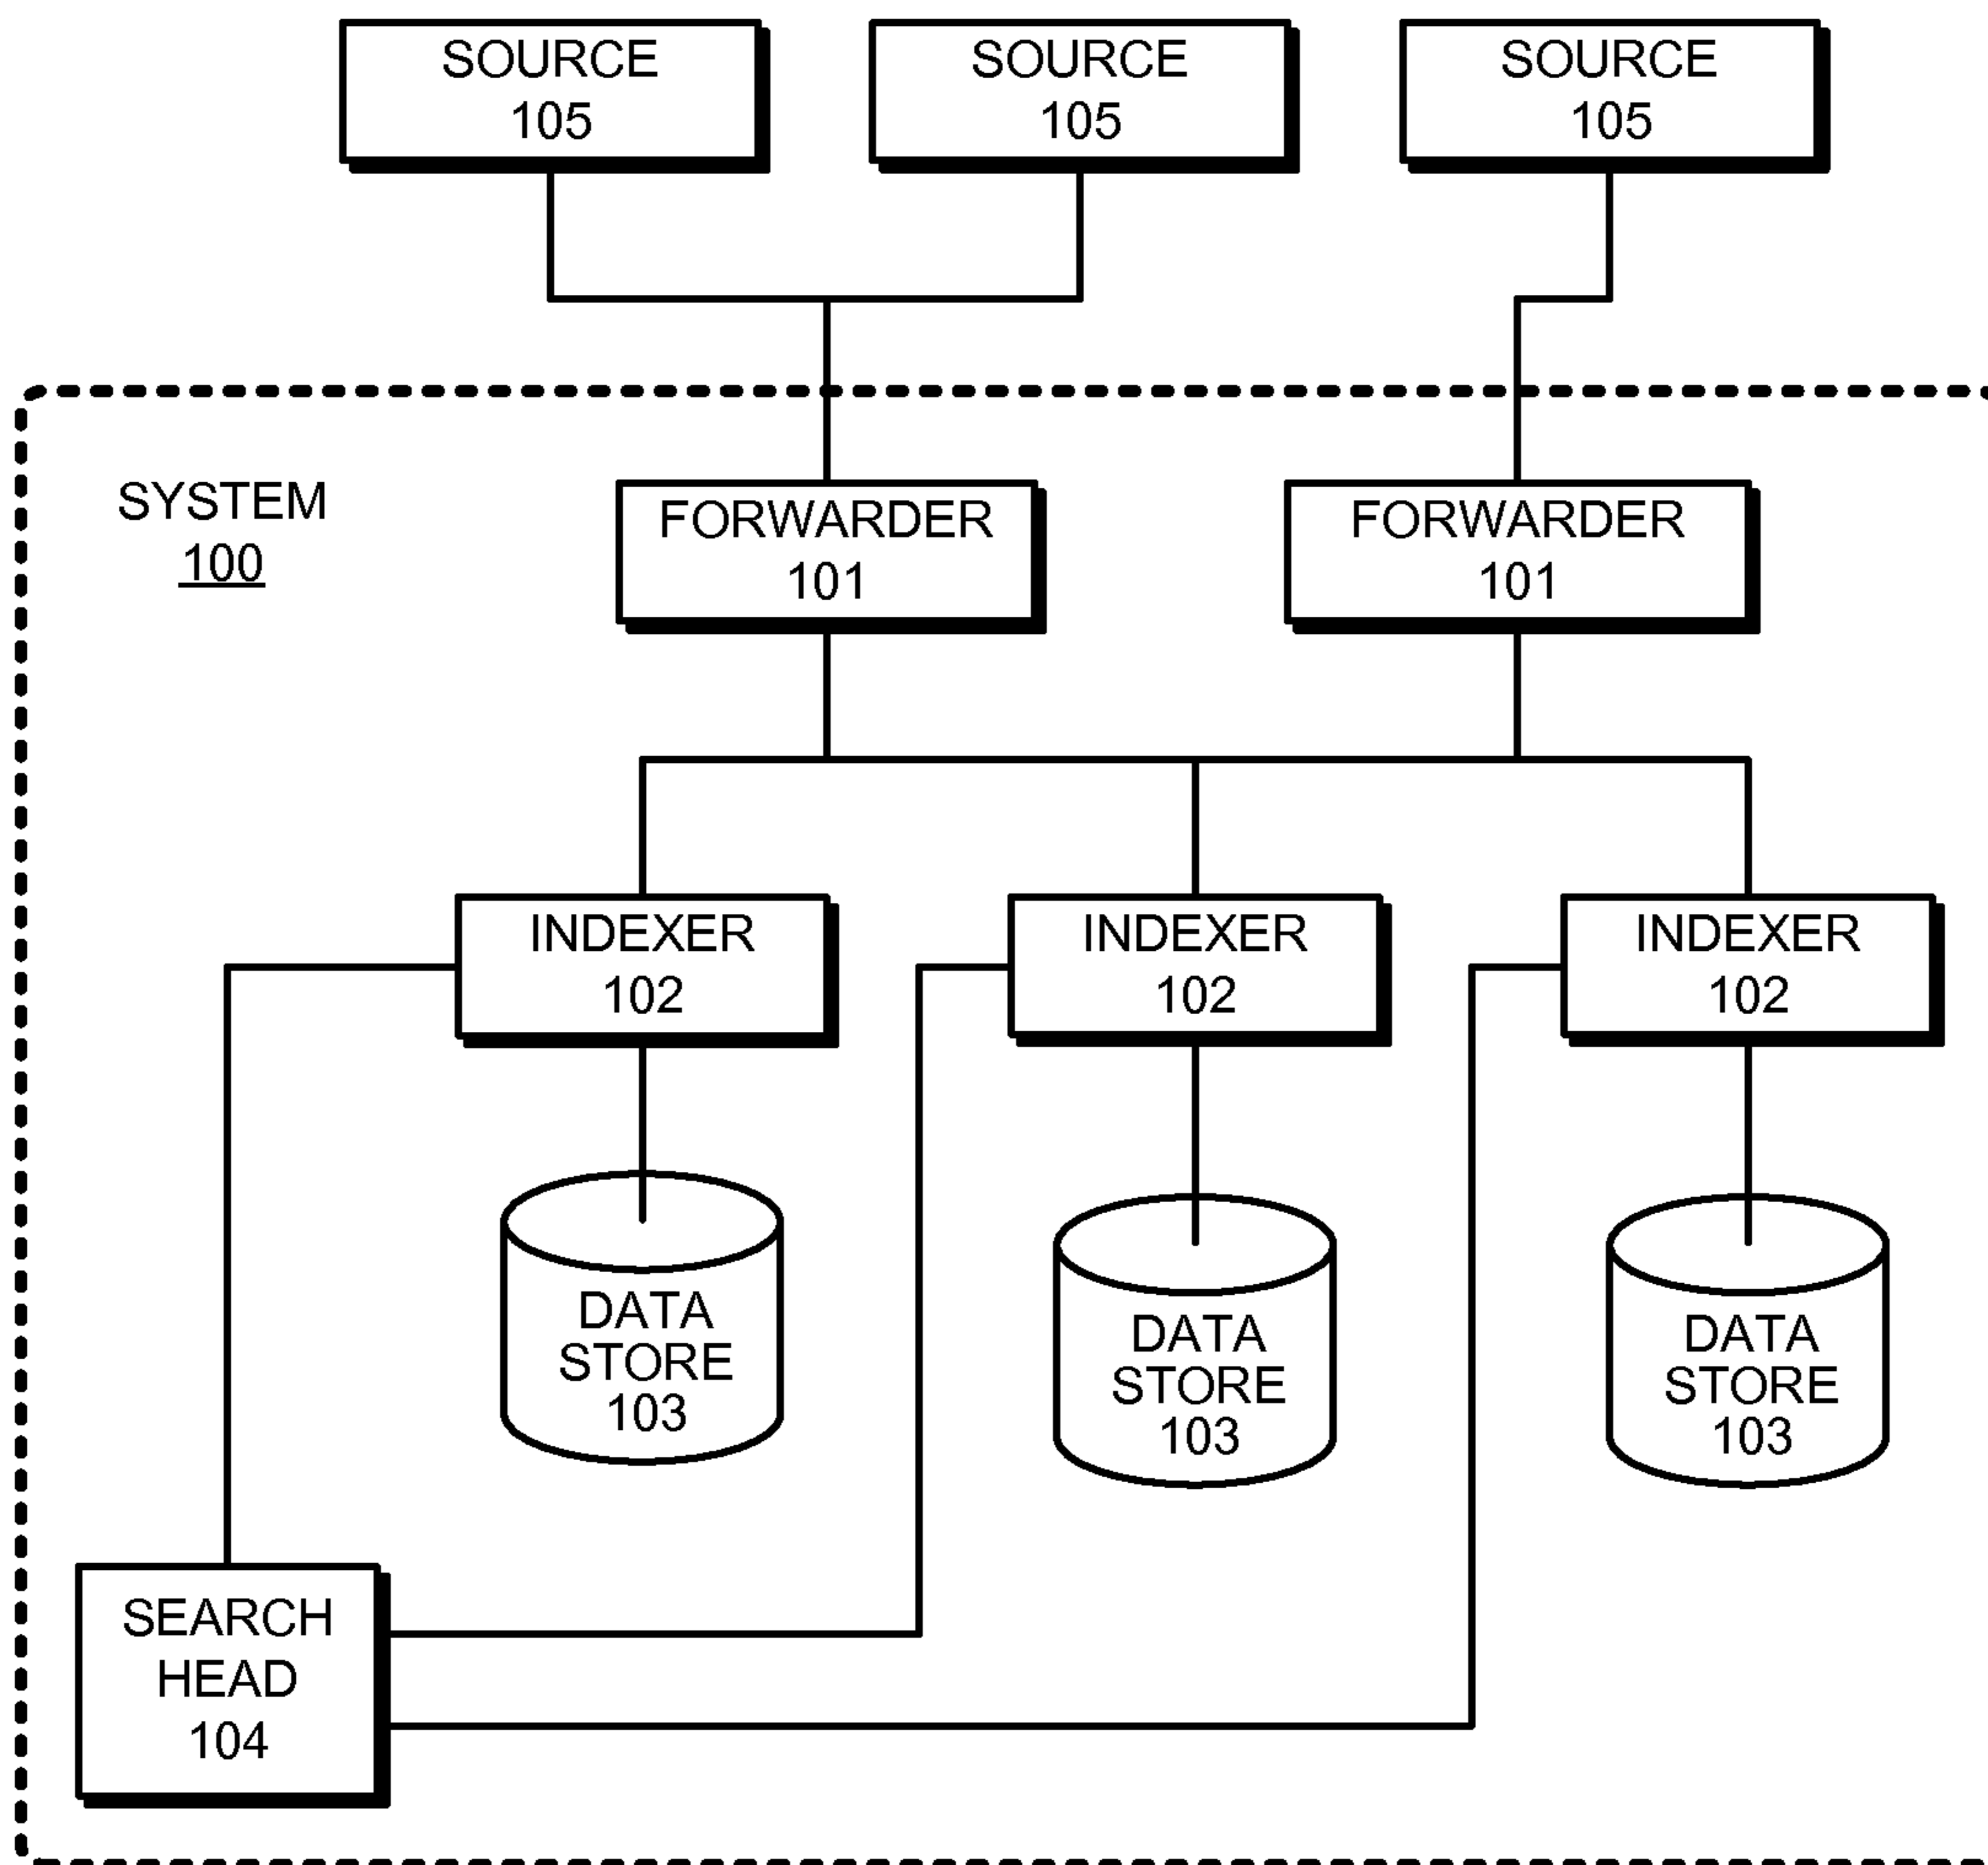 SOURCE
105
SOURCE
105
SOURCE
105
SYSTEM
100
FORWARDER
101
FORWARDER
101
INDEXER
102
INDEXER
102
INDEXER
102
DATA
STORE
103
DATA
STORE
103
DATA
STORE
103
SEARCH
HEAD
104